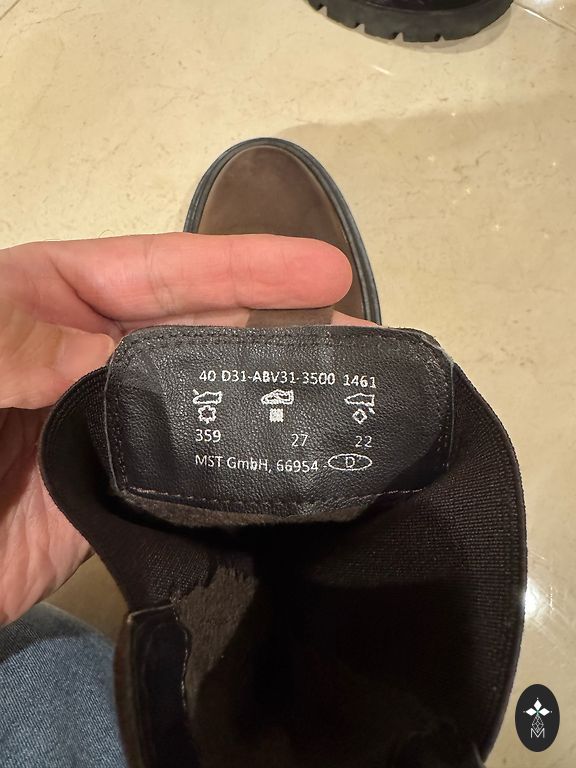 40 D31-ABV31-3500 1461
359 27 22
MST GmbH, 66954 - D
M